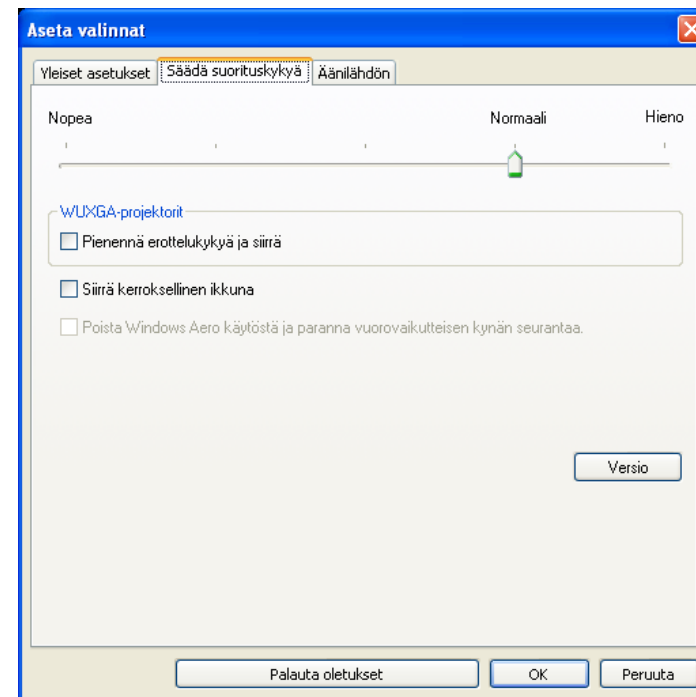 Aseta valinnat
Yleiset asetukset Säädä suorituskykyä Äänilähdön
Nopea Normaali Hieno
WUXGA-projektorit
Pienennä erottelukykyä ja siirrä
Siirrä kerroksellinen ikkuna
Poista Windows Aero käytöstä ja paranna vuorovaikutteisen kynän seurantaa.
Versio
Palauta oletukset OK Peruuta